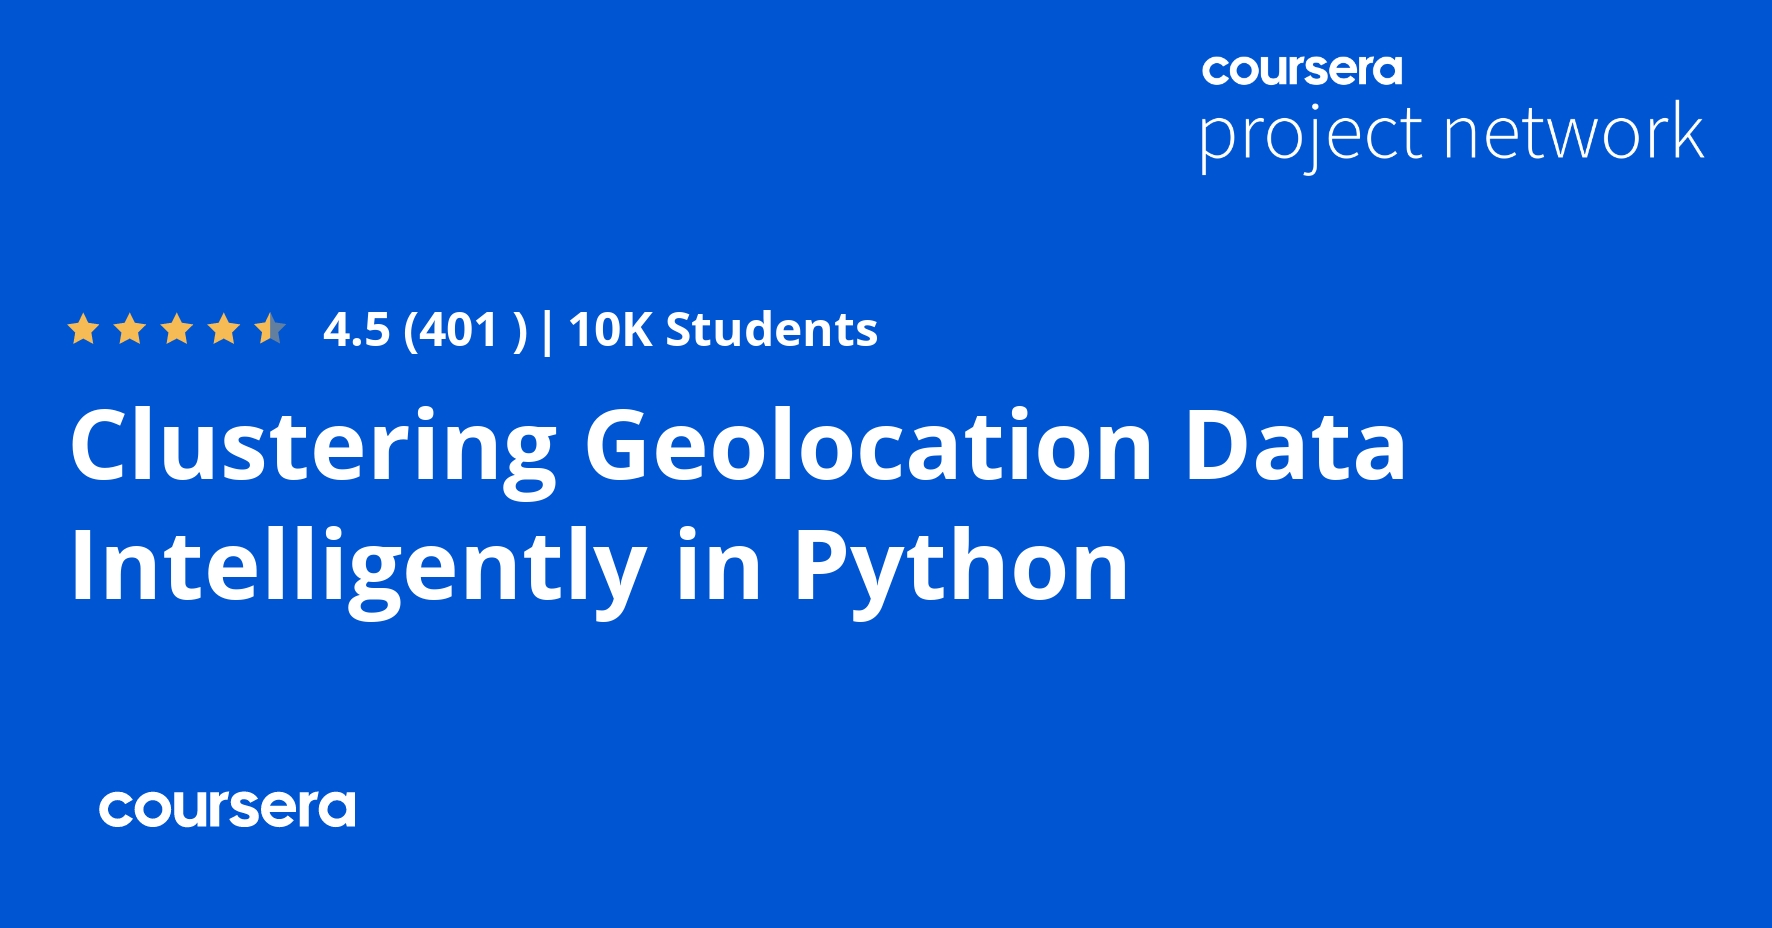 coursera
project network
4.5 (401 ) | 10K Students
Clustering Geolocation Data
Intelligently in Python
coursera